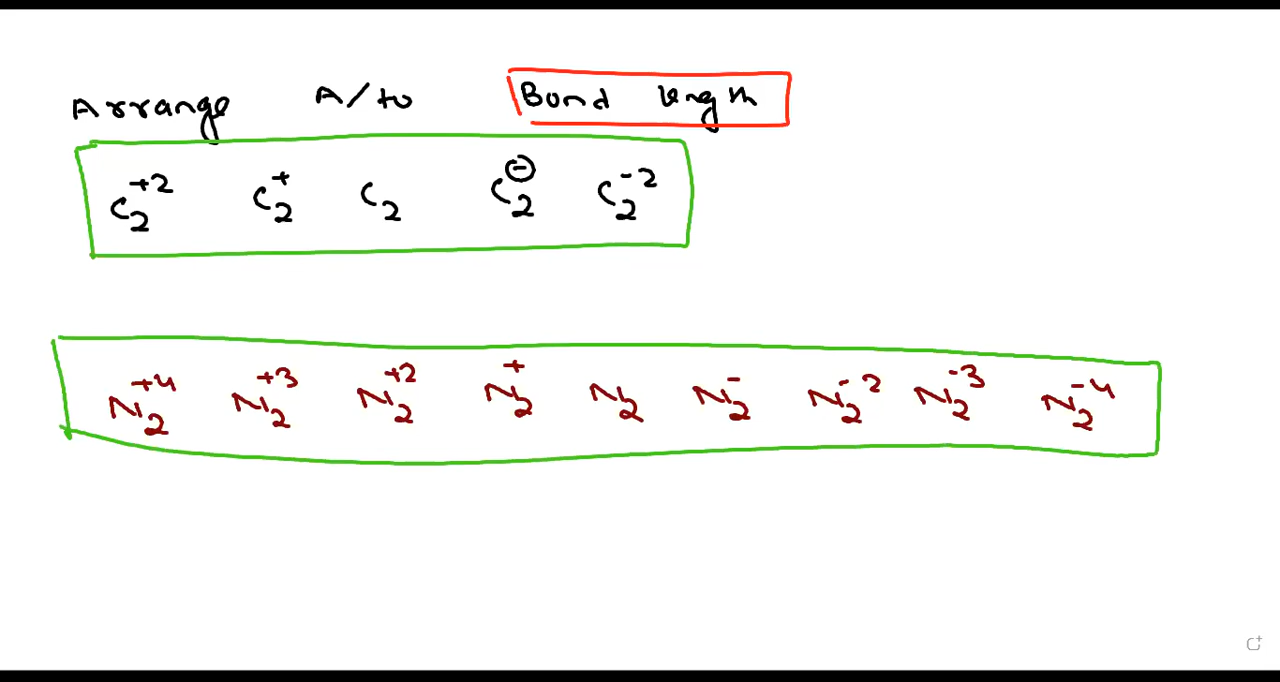 Arrange A/to Bond length
C₂⁺² C₂⁺ C₂ C₂⊖ C₂⁻²
N₂⁺⁴ N₂⁺³ N₂⁺² N₂⁺ N₂ N₂⁻ N₂⁻² N₂⁻³ N₂⁻⁴